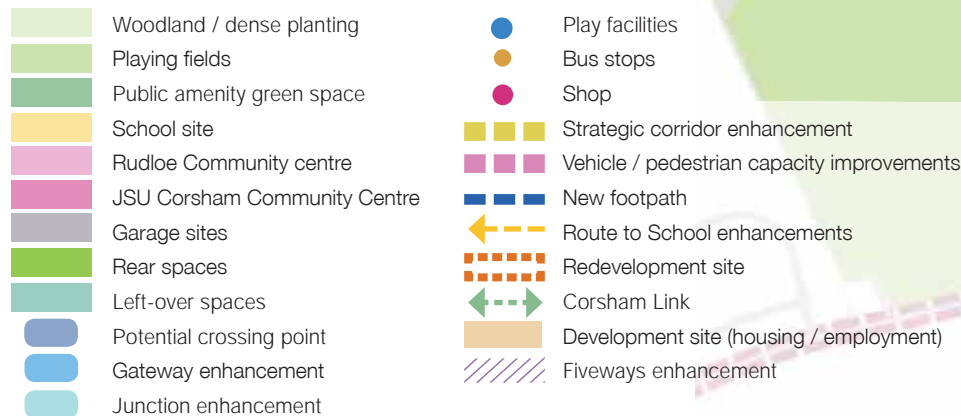 Woodland / dense planting
Playing fields
Public amenity green space
School site
Rudloe Community centre
JSU Corsham Community Centre
Garage sites
Rear spaces
Left-over spaces
Potential crossing point
Gateway enhancement
Junction enhancement
Play facilities
Bus stops
Shop
Strategic corridor enhancement
Vehicle / pedestrian capacity improvements
New footpath
Route to School enhancements
Redevelopment site
Corsham Link
Development site (housing / employment)
Fiveways enhancement